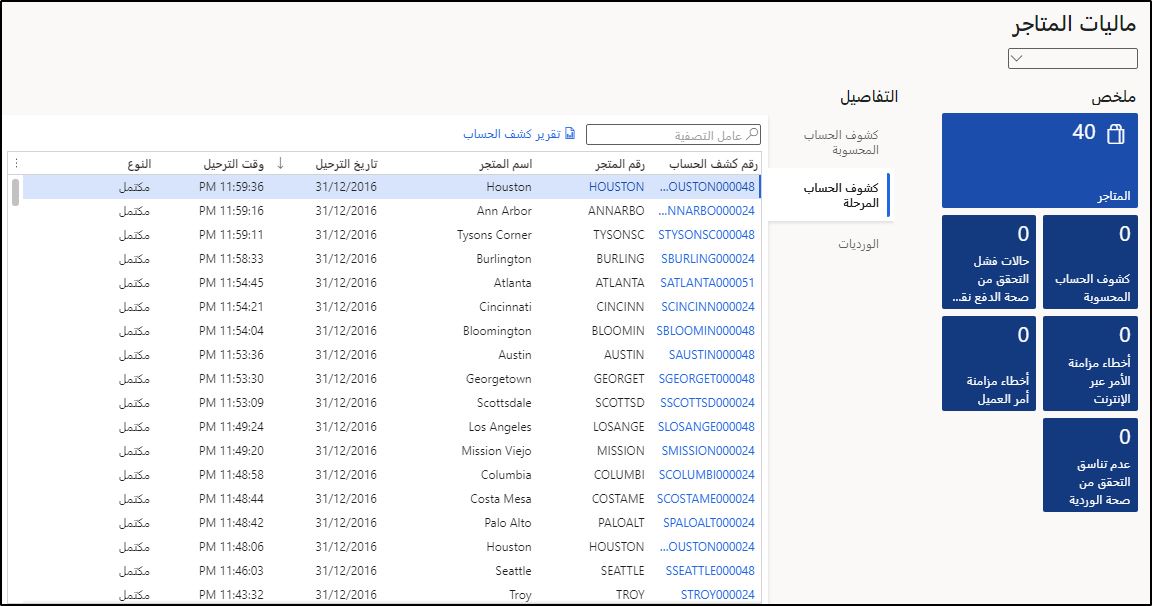 ماليات المتاجر
ملخص
40
المتاجر
0
كشوف الحساب
المحسوبة
0
حالات فشل
التحقق من
صحة الدفع نق...
0
أخطاء مزامنة
الأمر عبر
الإنترنت
0
أخطاء مزامنة
أمر العميل
0
عدم تناسق
التحقق من
صحة الوردية
التفاصيل
كشوف الحساب
المحسوبة
كشوف الحساب
المرحلة
الورديات
عامل التصفية
تقرير كشف الحساب
رقم كشف الحساب رقم المتجر اسم المتجر تاريخ الترحيل ↓ وقت الترحيل النوع
...OUSTON000048 HOUSTON Houston 31/12/2016 11:59:36 PM مكتمل
...NNARBO000024 ANNARBO Ann Arbor 31/12/2016 11:59:16 PM مكتمل
STYSONSC000048 TYSONSC Tysons Corner 31/12/2016 11:59:11 PM مكتمل
SBURLING000024 BURLING Burlington 31/12/2016 11:58:33 PM مكتمل
SATLANTA000051 ATLANTA Atlanta 31/12/2016 11:54:45 PM مكتمل
SCINCINN000024 CINCINN Cincinnati 31/12/2016 11:54:21 PM مكتمل
SBLOOMIN000048 BLOOMIN Bloomington 31/12/2016 11:54:04 PM مكتمل
SAUSTIN000048 AUSTIN Austin 31/12/2016 11:53:36 PM مكتمل
SGEORGET000048 GEORGET Georgetown 31/12/2016 11:53:30 PM مكتمل
SSCOTTSD000024 SCOTTSD Scottsdale 31/12/2016 11:53:09 PM مكتمل
SLOSANGE000048 LOSANGE Los Angeles 31/12/2016 11:49:24 PM مكتمل
SMISSION000024 MISSION Mission Viejo 31/12/2016 11:49:20 PM مكتمل
SCOLUMBI000024 COLUMBI Columbia 31/12/2016 11:48:58 PM مكتمل
SCOSTAME000024 COSTAME Costa Mesa 31/12/2016 11:48:44 PM مكتمل
SPALOALT000024 PALOALT Palo Alto 31/12/2016 11:48:42 PM مكتمل
...OUSTON000024 HOUSTON Houston 31/12/2016 11:48:06 PM مكتمل
SSEATTLE000048 SEATTLE Seattle 31/12/2016 11:46:03 PM مكتمل
STROY000024 TROY Troy 31/12/2016 11:43:32 PM مكتمل